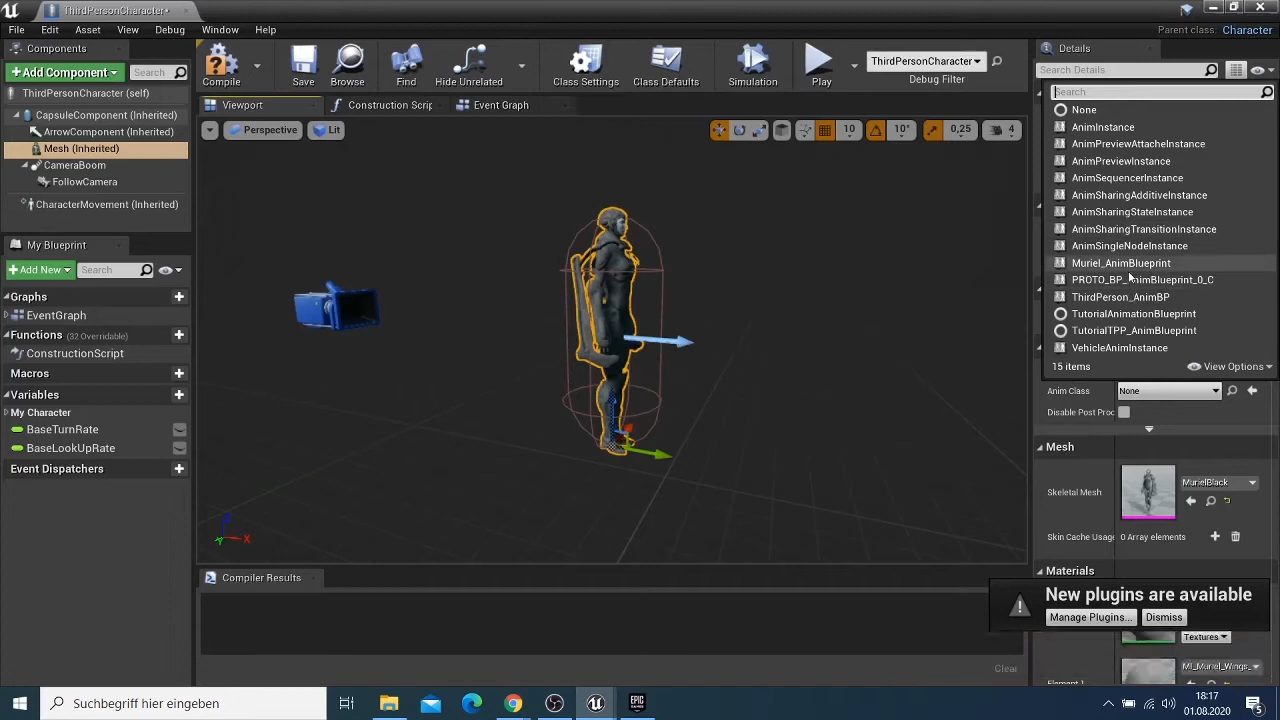 ThirdPersonCharacter•
File Edit Asset View Debug Window Help
Parent class: Character
Components
Add Component
Search
ThirdPersonCharacter (self)
CapsuleComponent (Inherited)
ArrowComponent (Inherited)
Mesh (Inherited)
CameraBoom
FollowCamera
CharacterMovement (Inherited)
My Blueprint
Add New
Search
Graphs
EventGraph
Functions (32 Overridable)
ConstructionScript
Macros
Variables
My Character
BaseTurnRate
BaseLookUpRate
Event Dispatchers
Compile
Save
Browse
Find
Hide Unrelated
Class Settings
Class Defaults
Simulation
Play
ThirdPersonCharacter
Debug Filter
Viewport
Construction Scrip
Event Graph
Perspective
Lit
10
10°
0,25
4
X
Compiler Results
Clear
Details
Search Details
Search
None
AnimInstance
AnimPreviewAttacheInstance
AnimPreviewInstance
AnimSequencerInstance
AnimSharingAdditiveInstance
AnimSharingStateInstance
AnimSharingTransitionInstance
AnimSingleNodeInstance
Muriel_AnimBlueprint
PROTO_BP_AnimBlueprint_0_C
ThirdPerson_AnimBP
TutorialAnimationBlueprint
TutorialTPP_AnimBlueprint
VehicleAnimInstance
15 items
View Options
Anim Class
None
Disable Post Proc
Mesh
Skeletal Mesh
MurielBlack
Skin Cache Usage
0 Array elements
Materials
New plugins are available
Manage Plugins...
Dismiss
Textures
MI_Muriel_Wings_
Suchbegriff hier eingeben
EPIC
GAMES
18:17
01.08.2020
5